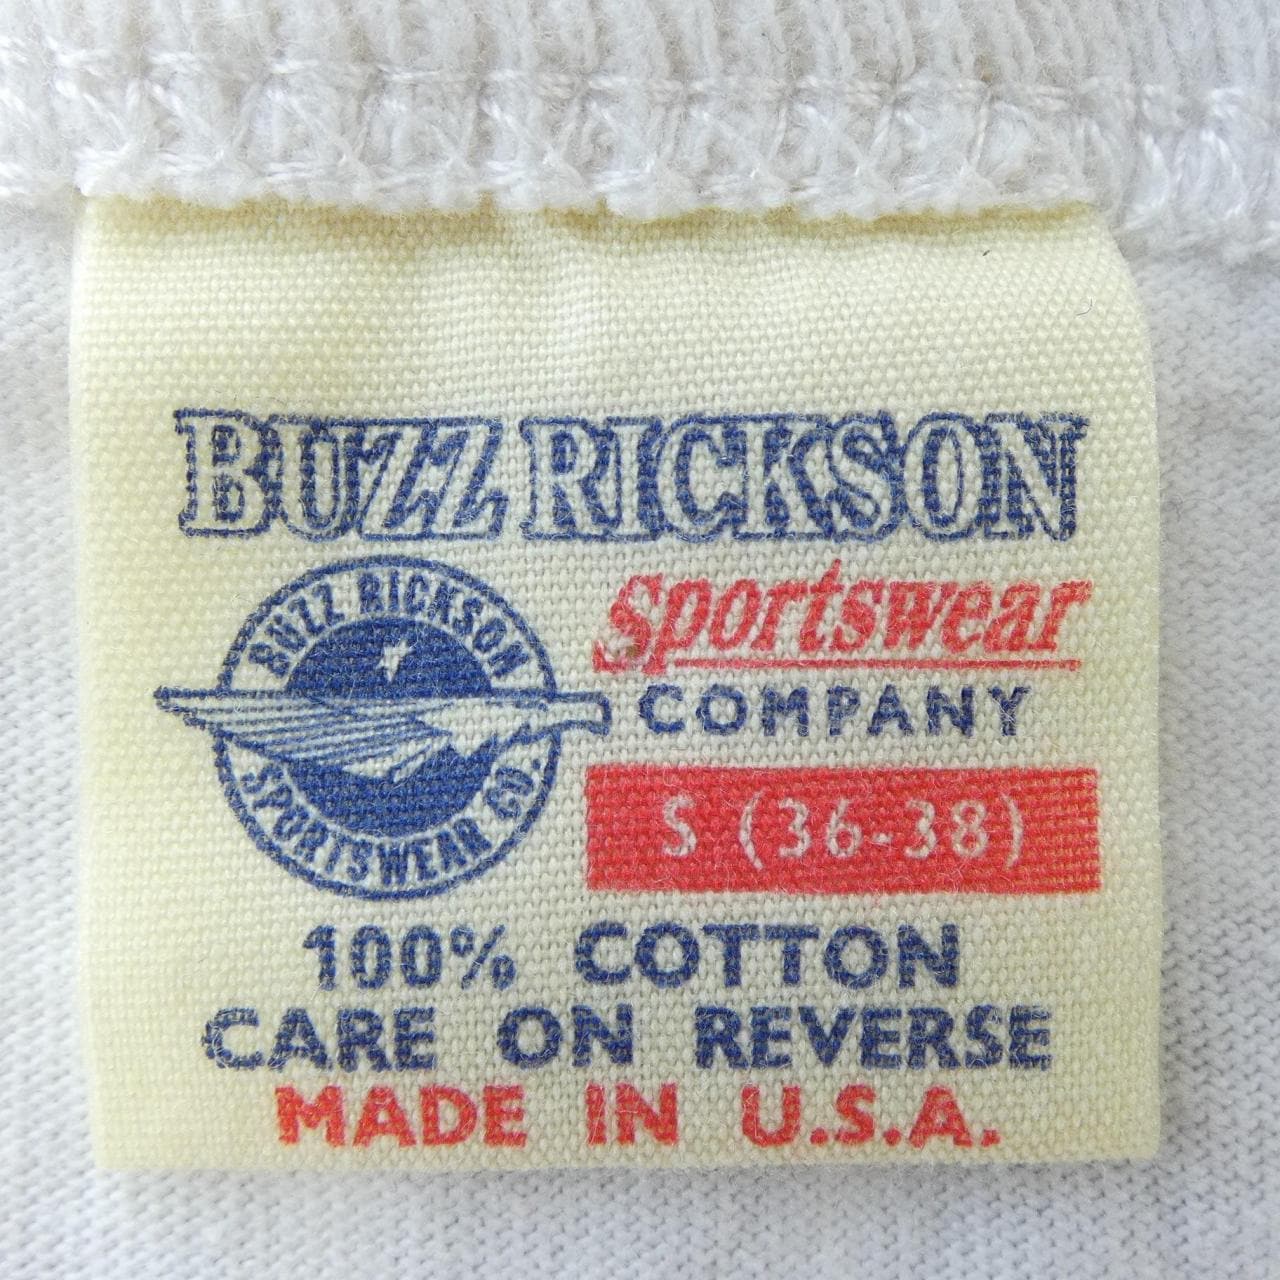 BUZZ RICKSON
Sportswear
COMPANY
BUZZ RICKSON
SPORTSWEAR CO.
S (36-38)
100% COTTON
CARE ON REVERSE
MADE IN U.S.A.